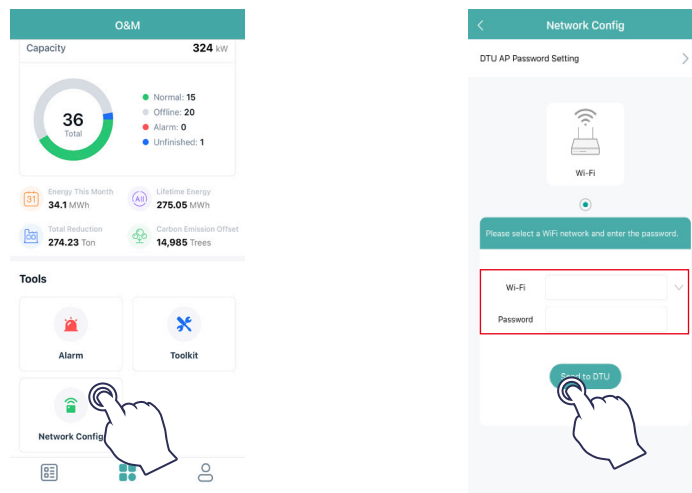 O&M
Capacity 324 kW
36
Total
Normal: 15
Offline: 20
Alarm: 0
Unfinished: 1
31
Energy This Month
34.1 MWh
All
Lifetime Energy
275.05 MWh
Total Reduction
274.23 Ton
Carbon Emission Offset
14,985 Trees
Tools
Alarm
Toolkit
Network Config
Network Config
DTU AP Password Setting
Wi-Fi
Please select a WiFi network and enter the password.
Wi-Fi
Password
Send to DTU